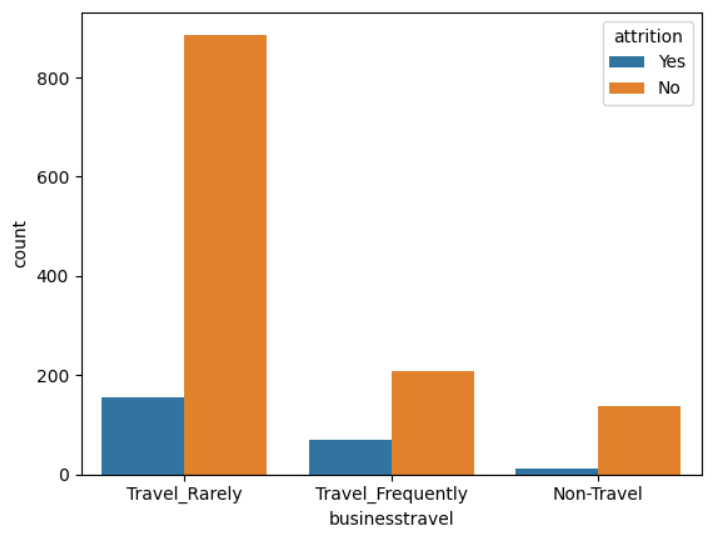 attrition
Yes
No
count
800
600
400
200
0
Travel_Rarely
Travel_Frequently
Non-Travel
businesstravel